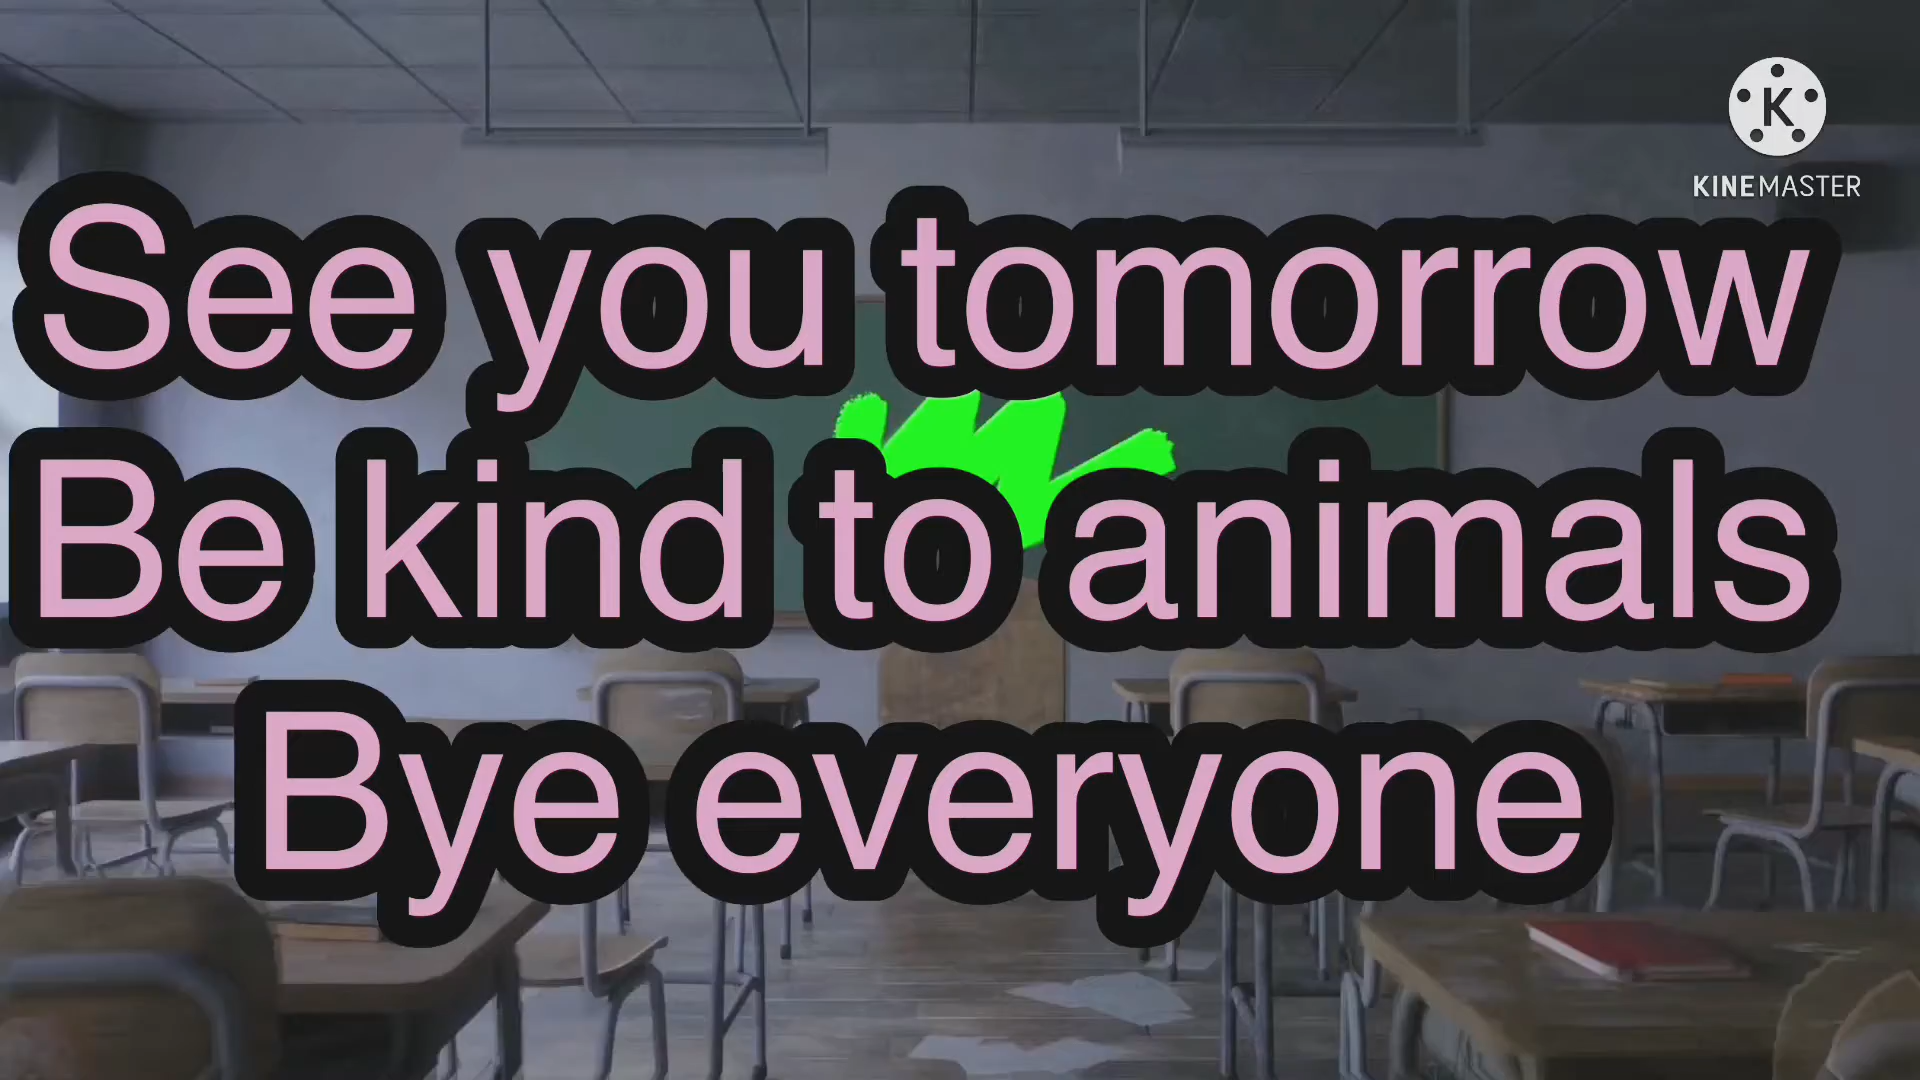 K
KINEMASTER
See you tomorrow
Be kind to animals
Bye everyone